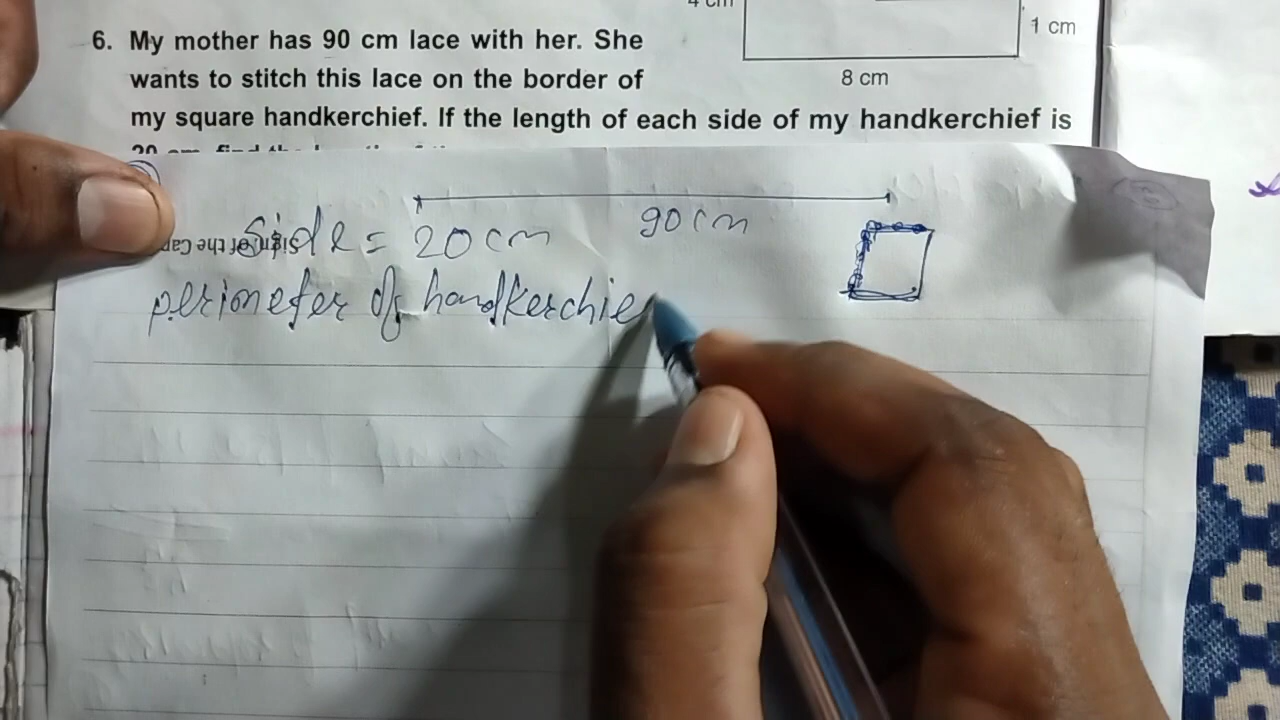 4 cm
1 cm
8 cm
6. My mother has 90 cm lace with her. She
wants to stitch this lace on the border of
my square handkerchief. If the length of each side of my handkerchief is
90 cm
Side = 20 cm
perimeter of handkerchie